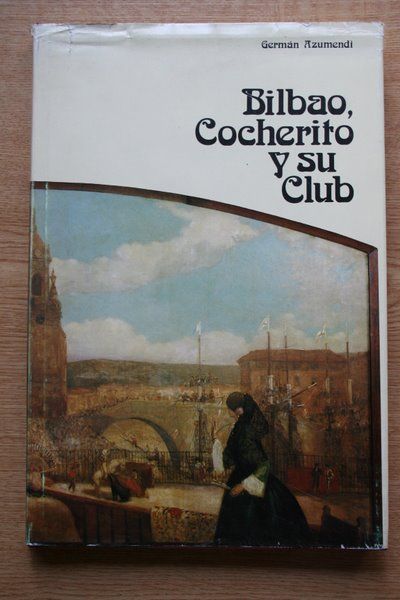 Germán Azumendi
Bilbao,
Cocherito
y su
Club